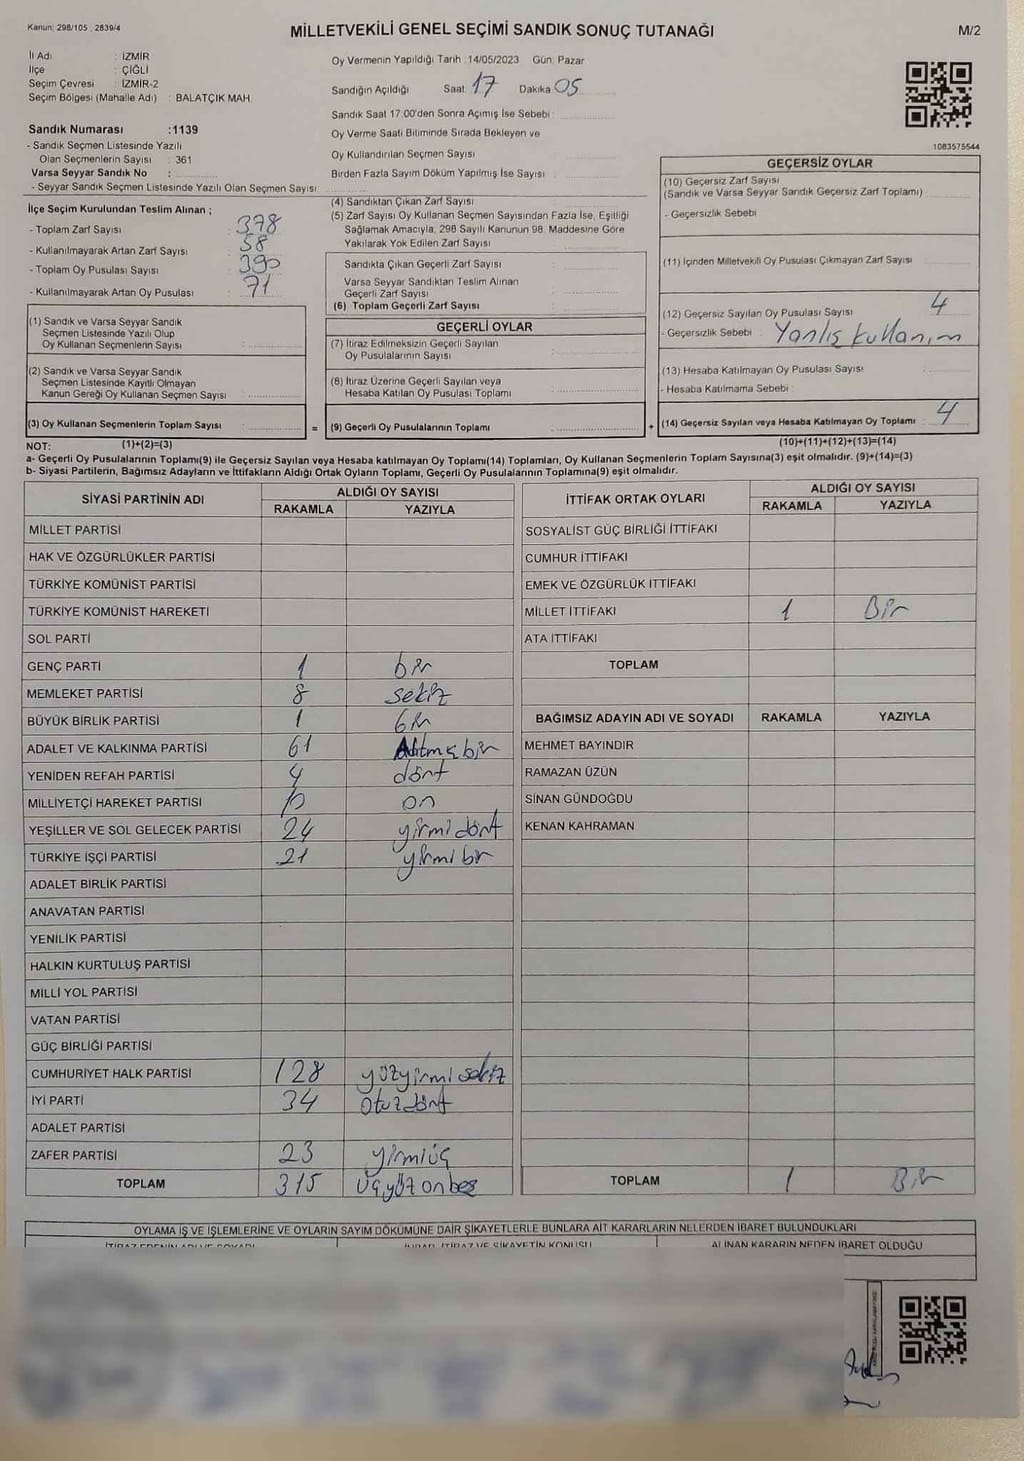 Kanun: 298/105 , 2839/4
MİLLETVEKİLİ GENEL SEÇİMİ SANDIK SONUÇ TUTANAĞI
M/2
İli Adı : İZMİR
İlçe : ÇİĞLİ
Seçim Çevresi : İZMİR-2
Seçim Bölgesi (Mahalle Adı) : BALATÇIK MAH.
Sandık Numarası :1139
- Sandık Seçmen Listesinde Yazılı
Olan Seçmenlerin Sayısı : 361
Varsa Seyyar Sandık No :
- Seyyar Sandık Seçmen Listesinde Yazılı Olan Seçmen Sayısı:
Oy Vermenin Yapıldığı Tarih :14/05/2023 Gün: Pazar
Sandığın Açıldığı Saat: 17 Dakika 05
Sandık Saat 17:00'den Sonra Açımış İse Sebebi :
Oy Verme Saati Bitiminde Sırada Bekleyen ve
Oy Kullandırılan Seçmen Sayısı :
Birden Fazla Sayım Döküm Yapılmış İse Sayısı :
1083575544
İlçe Seçim Kurulundan Teslim Alınan ;
- Toplam Zarf Sayısı : 378
- Kullanılmayarak Artan Zarf Sayısı : 58
- Toplam Oy Pusulası Sayısı : 390
- Kullanılmayarak Artan Oy Pusulası : 71
(1) Sandık ve Varsa Seyyar Sandık
Seçmen Listesinde Yazılı Olup
Oy Kullanan Seçmenlerin Sayısı :
(2) Sandık ve Varsa Seyyar Sandık
Seçmen Listesinde Kayıtlı Olmayan
Kanun Gereği Oy Kullanan Seçmen Sayısı :
(3) Oy Kullanan Seçmenlerin Toplam Sayısı :
(4) Sandıktan Çıkan Zarf Sayısı :
(5) Zarf Sayısı Oy Kullanan Seçmen Sayısından Fazla İse, Eşitliği
Sağlamak Amacıyla, 298 Sayılı Kanunun 98. Maddesine Göre
Yakılarak Yok Edilen Zarf Sayısı :
Sandıkta Çıkan Geçerli Zarf Sayısı :
Varsa Seyyar Sandıktan Teslim Alınan
Geçerli Zarf Sayısı :
(6) Toplam Geçerli Zarf Sayısı :
GEÇERLİ OYLAR
(7) İtiraz Edilmeksizin Geçerli Sayılan
Oy Pusulalarının Sayısı :
(8) İtiraz Üzerine Geçerli Sayılan veya
Hesaba Katılan Oy Pusulası Toplamı :
= (9) Geçerli Oy Pusulalarının Toplamı :
GEÇERSİZ OYLAR
(10) Geçersiz Zarf Sayısı
(Sandık ve Varsa Seyyar Sandık Geçersiz Zarf Toplamı) :
- Geçersizlik Sebebi :
(11) İçinden Milletvekili Oy Pusulası Çıkmayan Zarf Sayısı :
(12) Geçersiz Sayılan Oy Pusulası Sayısı : 4
- Geçersizlik Sebebi : Yanlış kullanım
(13) Hesaba Katılmayan Oy Pusulası Sayısı :
- Hesaba Katılmama Sebebi :
+ (14) Geçersiz Sayılan veya Hesaba Katılmayan Oy Toplamı : 4
NOT: (1)+(2)=(3)
(10)+(11)+(12)+(13)=(14)
a- Geçerli Oy Pusulalarının Toplamı(9) ile Geçersiz Sayılan veya Hesaba katılmayan Oy Toplamı(14) Toplamları, Oy Kullanan Seçmenlerin Toplam Sayısına(3) eşit olmalıdır. (9)+(14)=(3)
b- Siyasi Partilerin, Bağımsız Adayların ve İttifakların Aldığı Ortak Oyların Toplamı, Geçerli Oy Pusulalarının Toplamına(9) eşit olmalıdır.
SİYASİ PARTİNİN ADI ALDIĞI OY SAYISI
RAKAMLA YAZIYLA
MİLLET PARTİSİ
HAK VE ÖZGÜRLÜKLER PARTİSİ
TÜRKİYE KOMÜNİST PARTİSİ
TÜRKİYE KOMÜNİST HAREKETİ
SOL PARTİ
GENÇ PARTİ 1 bir
MEMLEKET PARTİSİ 8 sekiz
BÜYÜK BİRLİK PARTİSİ 1 bir
ADALET VE KALKINMA PARTİSİ 61 Altmış bir
YENİDEN REFAH PARTİSİ 4 dört
MİLLİYETÇİ HAREKET PARTİSİ 10 on
YEŞİLLER VE SOL GELECEK PARTİSİ 24 yirmi dört
TÜRKİYE İŞÇİ PARTİSİ 21 yirmi bir
ADALET BİRLİK PARTİSİ
ANAVATAN PARTİSİ
YENİLİK PARTİSİ
HALKIN KURTULUŞ PARTİSİ
MİLLİ YOL PARTİSİ
VATAN PARTİSİ
GÜÇ BİRLİĞİ PARTİSİ
CUMHURİYET HALK PARTİSİ 128 yüzyirmi sekiz
İYİ PARTİ 34 otuz dört
ADALET PARTİSİ
ZAFER PARTİSİ 23 yirmiüç
TOPLAM 315 üçyüz onbeş
İTTİFAK ORTAK OYLARI ALDIĞI OY SAYISI
RAKAMLA YAZIYLA
SOSYALİST GÜÇ BİRLİĞİ İTTİFAKI
CUMHUR İTTİFAKI
EMEK VE ÖZGÜRLÜK İTTİFAKI
MİLLET İTTİFAKI 1 Bir
ATA İTTİFAKI
TOPLAM
BAĞIMSIZ ADAYIN ADI VE SOYADI RAKAMLA YAZIYLA
MEHMET BAYINDIR
RAMAZAN ÜZÜN
SİNAN GÜNDOĞDU
KENAN KAHRAMAN
TOPLAM 1 Bir
OYLAMA İŞ VE İŞLEMLERİNE VE OYLARIN SAYIM DÖKÜMÜNE DAİR ŞİKAYETLERLE BUNLARA AİT KARARLARIN NELERDEN İBARET BULUNDUKLARI
İTİRAZ EDENİN ADI VE SOYADI İHBAR, İTİRAZ VE ŞİKAYETİN KONUSU ALINAN KARARIN NEDEN İBARET OLDUĞU